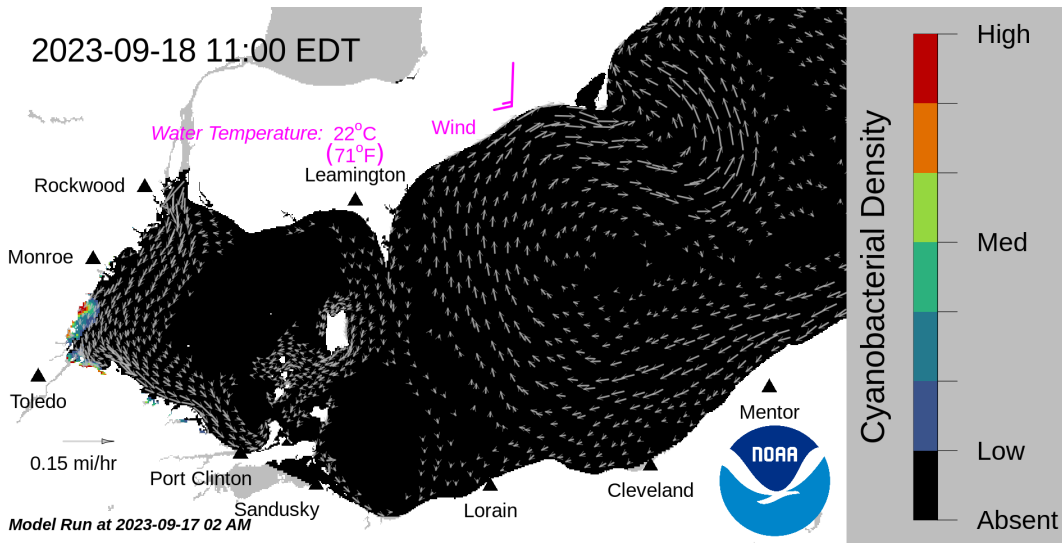 2023-09-18 11:00 EDT
High
Wind
Water Temperature: 22°C
(71°F)
Leamington
Rockwood
Monroe
Med
Cyanobacterial Density
Toledo
Mentor
NOAA
0.15 mi/hr
Low
Port Clinton
Cleveland
Sandusky
Lorain
Model Run at 2023-09-17 02 AM
Absent